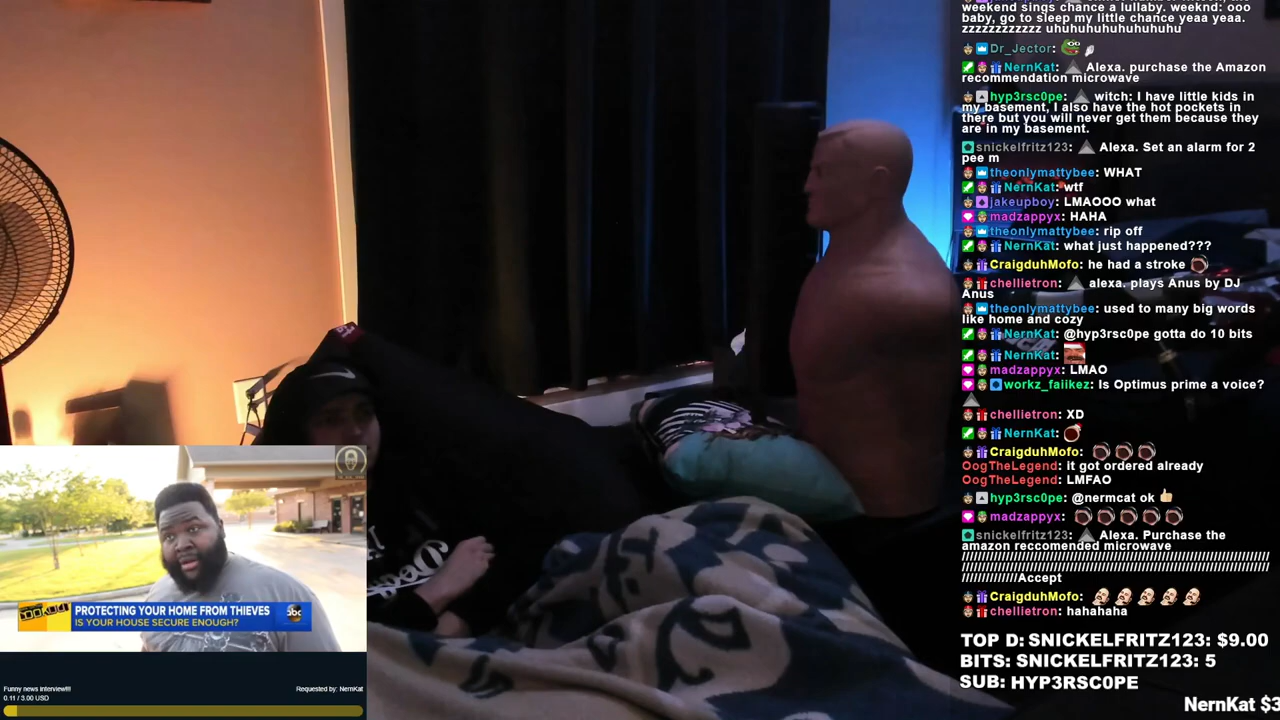 weekend sings chance a lullaby. weeknd: ooo
baby, go to sleep my little chance yeaa yeaa.
zzzzzzzzzzzz uhuhuhuhuhuhuhu
Dr_Jector:
NernKat: Alexa. purchase the Amazon
recommendation microwave
hyp3rsc0pe: witch: I have little kids in
my basement, I also have the hot pockets in
there but you will never get them because they
are in my basement.
snickelfritz123: Alexa. Set an alarm for 2
pee m
theonlymattybee: WHAT
NernKat: wtf
jakeupboy: LMAOOO what
madzappyx: HAHA
theonlymattybee: rip off
NernKat: what just happened???
CraigduhMofo: he had a stroke
chellietron: alexa. plays Anus by DJ
Anus
theonlymattybee: used to many big words
like home and cozy
NernKat: @hyp3rsc0pe gotta do 10 bits
NernKat:
madzappyx: LMAO
workz_faiikez: Is Optimus prime a voice?
chellietron: XD
NernKat:
CraigduhMofo:
OogTheLegend: it got ordered already
OogTheLegend: LMFAO
hyp3rsc0pe: @nermcat ok
madzappyx:
snickelfritz123: Alexa. Purchase the
amazon reccomended microwave
//////////////Accept
CraigduhMofo:
chellietron: hahahaha
TOP D: SNICKELFRITZ123: $9.00
BITS: SNICKELFRITZ123: 5
SUB: HYP3RSC0PE
NernKat $3
COOKOUT
PROTECTING YOUR HOME FROM THIEVES
IS YOUR HOUSE SECURE ENOUGH?
abc
Funny news interview!!!
Requested by: NernKat
0.11 / 3.00 USD